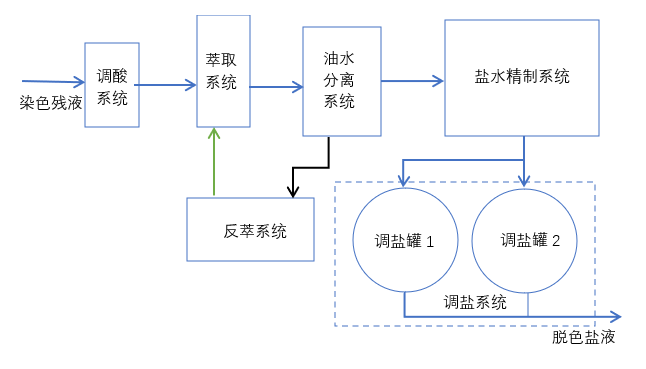 染色残液
调酸
系统
萃取
系统
油水
分离
系统
盐水精制系统
反萃系统
调盐罐 1
调盐罐 2
调盐系统
脱色盐液